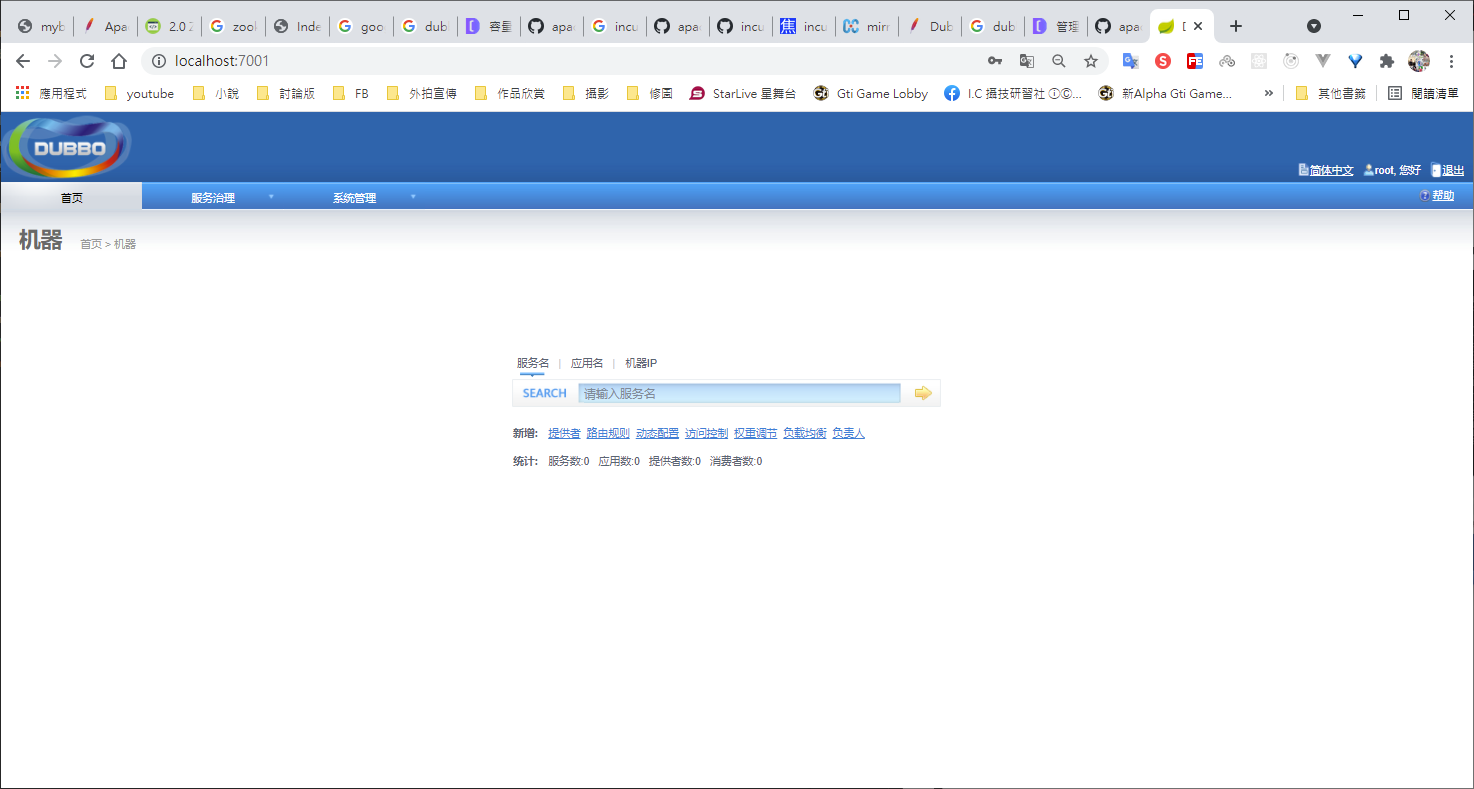 myb Apa 2.0 zook Inde goo dubl 容量 apa incu apa incu incu mirr Dub dub 管理 apa
localhost:7001
應用程式 youtube 小說 討論版 FB 外拍宣傳 作品欣賞 攝影 修圖 StarLive 星舞台 Gti Game Lobby I.C 攝技研習社 ①©... 新Alpha Gti Game... » 其他書籤 閱讀清單
DUBBO
简体中文 root, 您好 退出
首页 服务治理 系统管理 帮助
机器 首页 > 机器
服务名 | 应用名 | 机器IP
SEARCH 请输入服务名
新增: 提供者 路由规则 动态配置 访问控制 权重调节 负载均衡 负责人
统计: 服务数:0 应用数:0 提供者数:0 消费者数:0